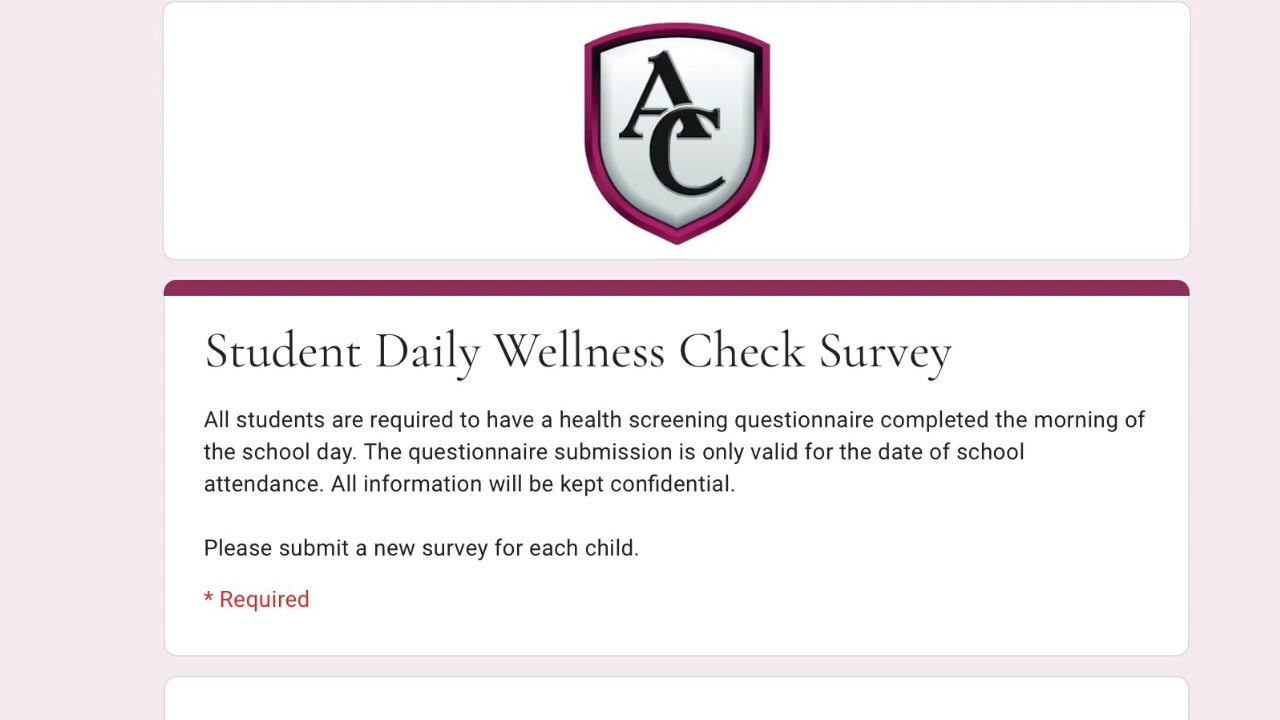 AC
Student Daily Wellness Check Survey
All students are required to have a health screening questionnaire completed the morning of
the school day. The questionnaire submission is only valid for the date of school
attendance. All information will be kept confidential.
Please submit a new survey for each child.
* Required